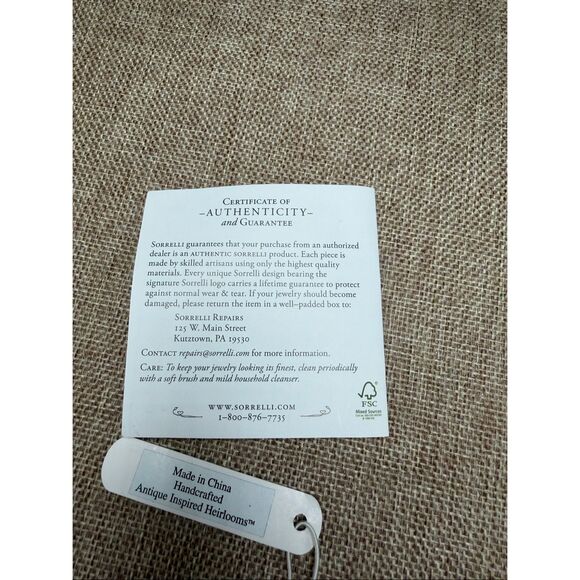 CERTIFICATE OF
–AUTHENTICITY–
and GUARANTEE
SORRELLI guarantees that your purchase from an authorized
dealer is an AUTHENTIC SORRELLI product. Each piece is
made by skilled artisans using only the highest quality
materials. Every unique Sorrelli design bearing the
signature Sorrelli logo carries a lifetime guarantee to protect
against normal wear & tear. If your jewelry should become
damaged, please return the item in a well–padded box to:
SORRELLI REPAIRS
125 W. Main Street
Kutztown, PA 19530
CONTACT repairs@sorrelli.com for more information.
CARE: To keep your jewelry looking its finest, clean periodically
with a soft brush and mild household cleanser.
WWW.SORRELLI.COM
1–800–876–7735
FSC
Mixed Sources
Made in China
Handcrafted
Antique Inspired Heirlooms™